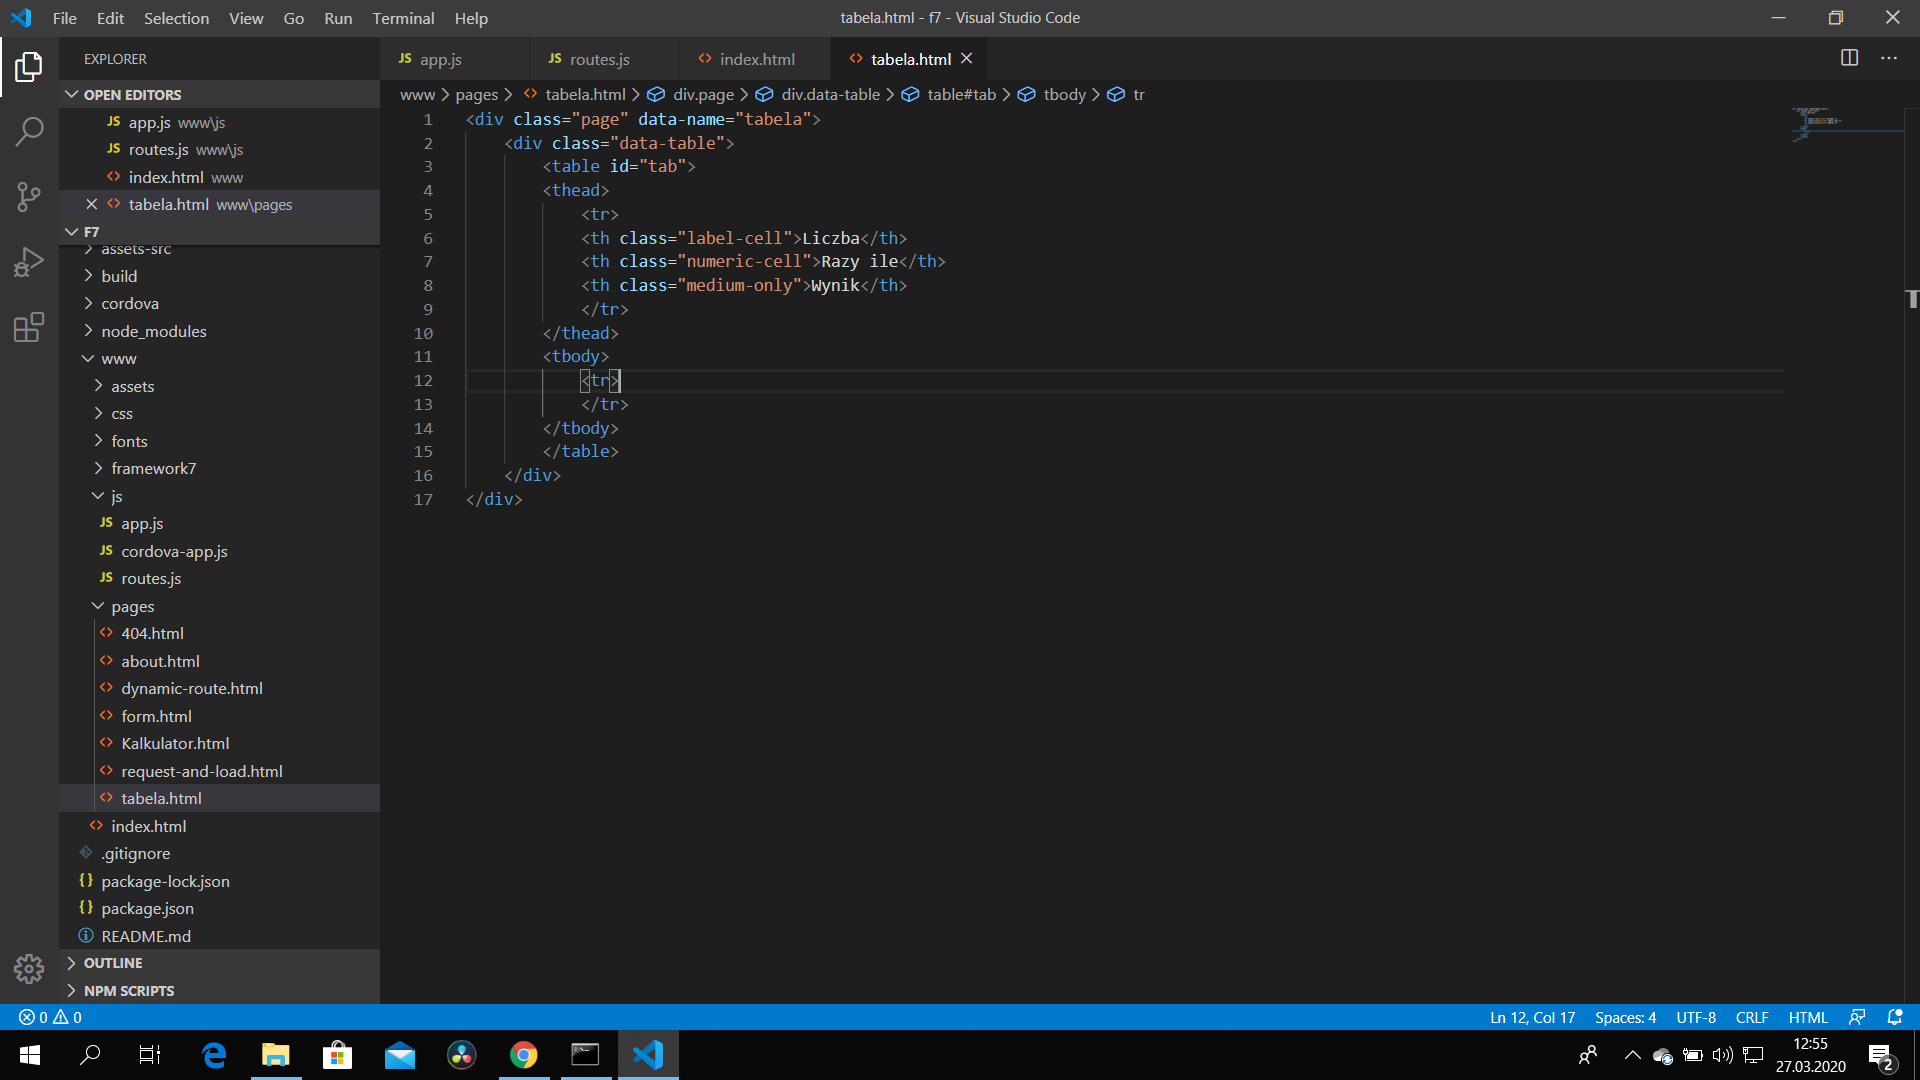 File Edit Selection View Go Run Terminal Help
tabela.html - f7 - Visual Studio Code
EXPLORER
OPEN EDITORS
JS app.js www\js
JS routes.js www\js
<> index.html www
<> tabela.html www\pages
F7
assets-src
build
cordova
node_modules
www
assets
css
fonts
framework7
js
JS app.js
JS cordova-app.js
JS routes.js
pages
<> 404.html
<> about.html
<> dynamic-route.html
<> form.html
<> Kalkulator.html
<> request-and-load.html
<> tabela.html
<> index.html
.gitignore
{} package-lock.json
{} package.json
README.md
OUTLINE
NPM SCRIPTS
JS app.js JS routes.js <> index.html <> tabela.html
www > pages > <> tabela.html > div.page > div.data-table > table#tab > tbody > tr
1 <div class="page" data-name="tabela">
2 <div class="data-table">
3 <table id="tab">
4 <thead>
5 <tr>
6 <th class="label-cell">Liczba</th>
7 <th class="numeric-cell">Razy ile</th>
8 <th class="medium-only">Wynik</th>
9 </tr>
10 </thead>
11 <tbody>
12 <tr>
13 </tr>
14 </tbody>
15 </table>
16 </div>
17 </div>
0 0 Ln 12, Col 17 Spaces: 4 UTF-8 CRLF HTML
12:55
27.03.2020
2